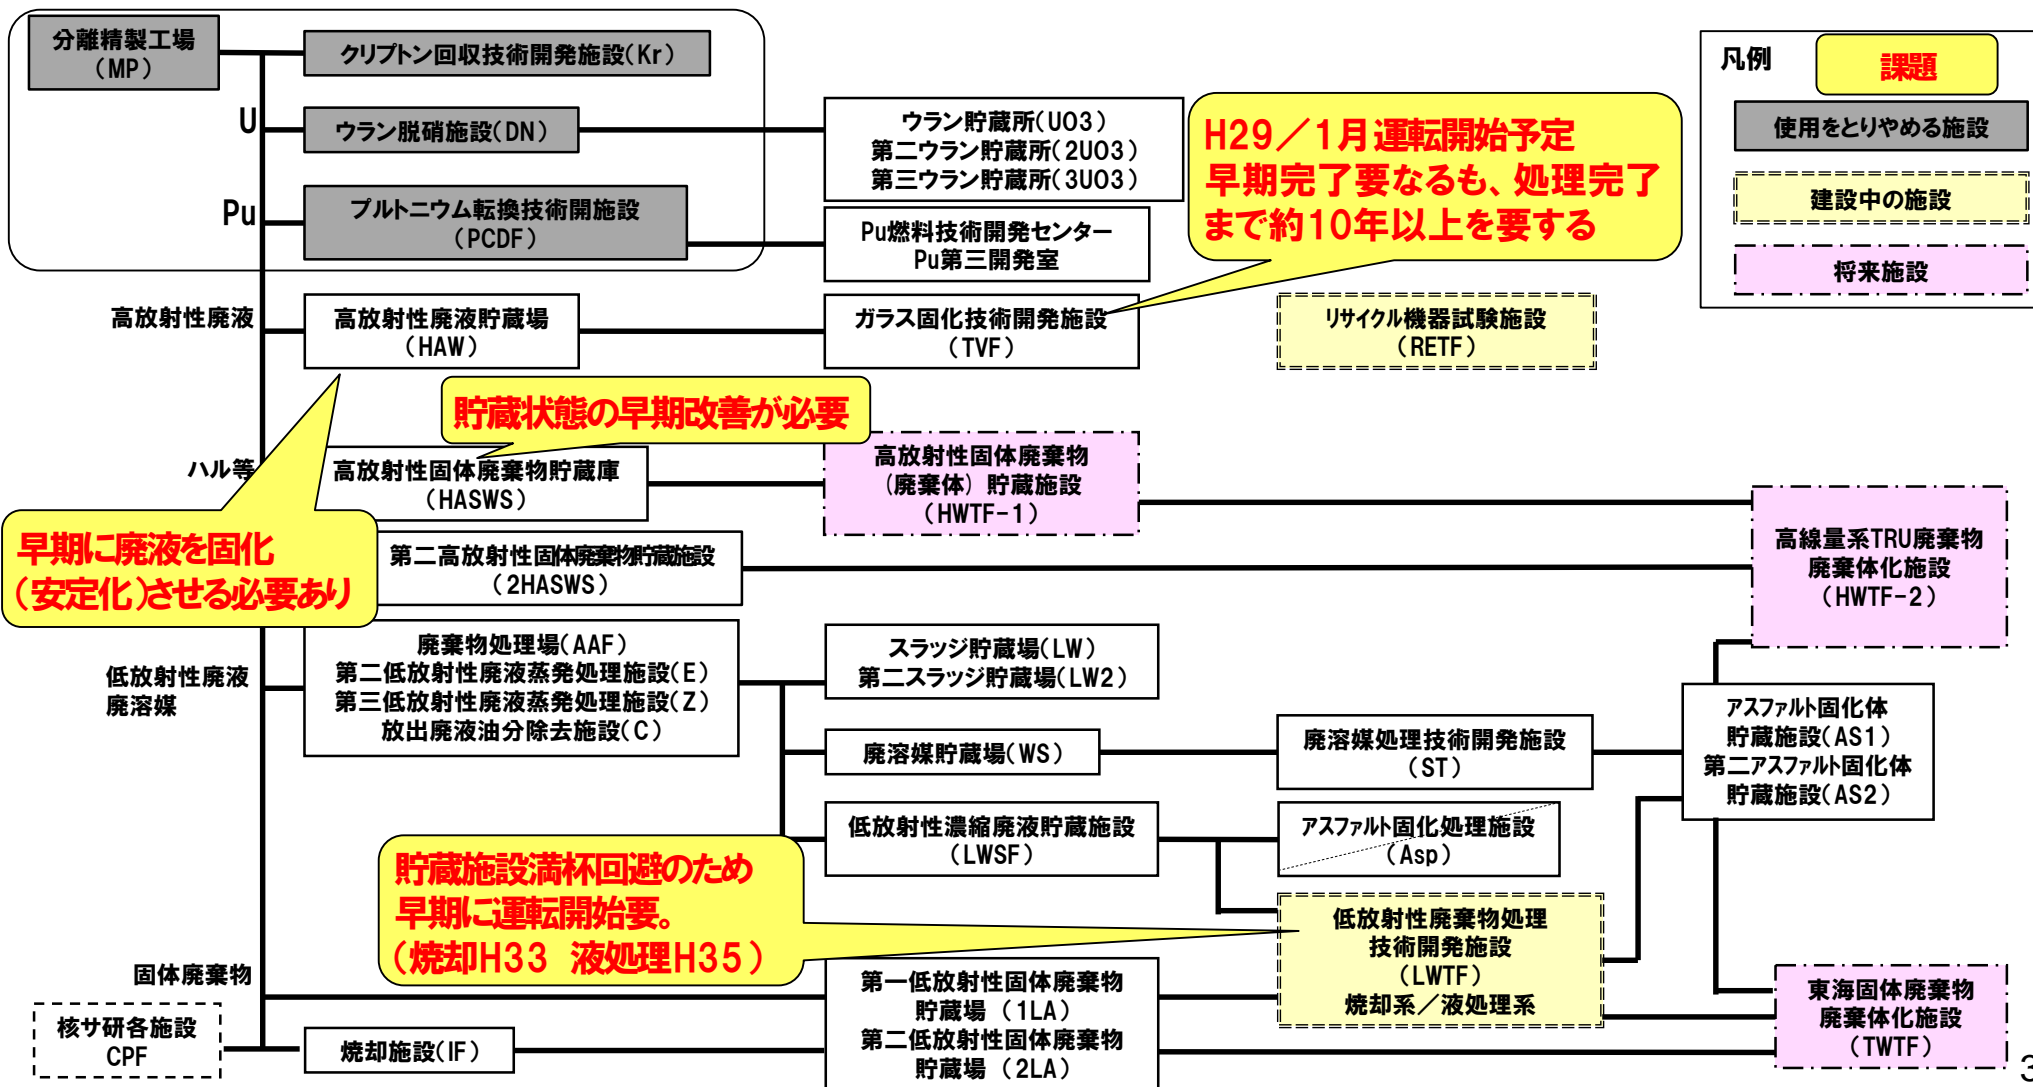 分離精製工場
（MP）
クリプトン回収技術開発施設（Kr）
U
ウラン脱硝施設（DN）
Pu
プルトニウム転換技術開施設
（PCDF）
ウラン貯蔵所（UO3）
第二ウラン貯蔵所（2UO3）
第三ウラン貯蔵所（3UO3）
Pu燃料技術開発センター
Pu第三開発室
H29／1月運転開始予定
早期完了要なるも、処理完了
まで約10年以上を要する
凡例
課題
使用をとりやめる施設
建設中の施設
将来施設
高放射性廃液
高放射性廃液貯蔵場
（HAW）
ガラス固化技術開発施設
（TVF）
リサイクル機器試験施設
（RETF）
貯蔵状態の早期改善が必要
ハル等
高放射性固体廃棄物貯蔵庫
（HASWS）
高放射性固体廃棄物
（廃棄体）貯蔵施設
（HWTF-1）
早期に廃液を固化
（安定化）させる必要あり
第二高放射性固体廃棄物貯蔵施設
（2HASWS）
高線量系TRU廃棄物
廃棄体化施設
（HWTF-2）
低放射性廃液
廃溶媒
廃棄物処理場（AAF）
第二低放射性廃液蒸発処理施設（E）
第三低放射性廃液蒸発処理施設（Z）
放出廃液油分除去施設（C）
スラッジ貯蔵場（LW）
第二スラッジ貯蔵場（LW2）
廃溶媒貯蔵場（WS）
廃溶媒処理技術開発施設
（ST）
アスファルト固化体
貯蔵施設（AS1）
第二アスファルト固化体
貯蔵施設（AS2）
低放射性濃縮廃液貯蔵施設
（LWSF）
アスファルト固化処理施設
（Asp）
貯蔵施設満杯回避のため
早期に運転開始要。
（焼却H33　液処理H35）
低放射性廃棄物処理
技術開発施設
（LWTF）
焼却系／液処理系
固体廃棄物
第一低放射性固体廃棄物
貯蔵場（1LA）
第二低放射性固体廃棄物
貯蔵場（2LA）
東海固体廃棄物
廃棄体化施設
（TWTF）
核サ研各施設
CPF
焼却施設（IF）
3